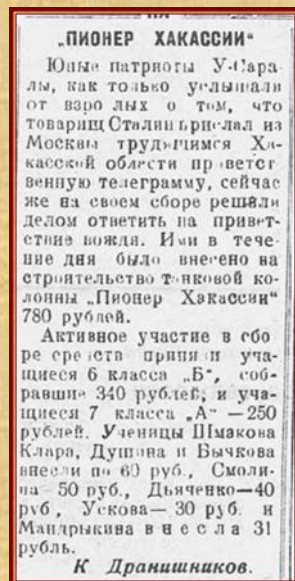 „ПИОНЕР ХАКАССИИ"
Юные патриоты У-Сара
лы, как только услышали
от взро лых о том, что
товарищ Сталин прислал из
Москвы трудящимся Ха-
касской области приветст
венную телеграмму, сейчас
же на своем сборе решили
делом ответить на привет-
ствие вождя. Ими в тече
ние дня было внесено на
строительство танковой ко-
лонны „Пионер Хакассии"
780 рублей.
Активное участие в сбо
ре средств приняли уча-
щиеся 6 класса „Б", соб-
равшие 340 рублей, и уча-
щиеся 7 класса „А" —250
рублей. Ученицы Шмакова
Клара, Душина и Бычкова
внесли по 60 руб., Смоли-
на—50 руб., Дьяченко—40
руб, Ускова—30 руб. и
Мандрыкина внесла 31
рубль.
К Дранишников.